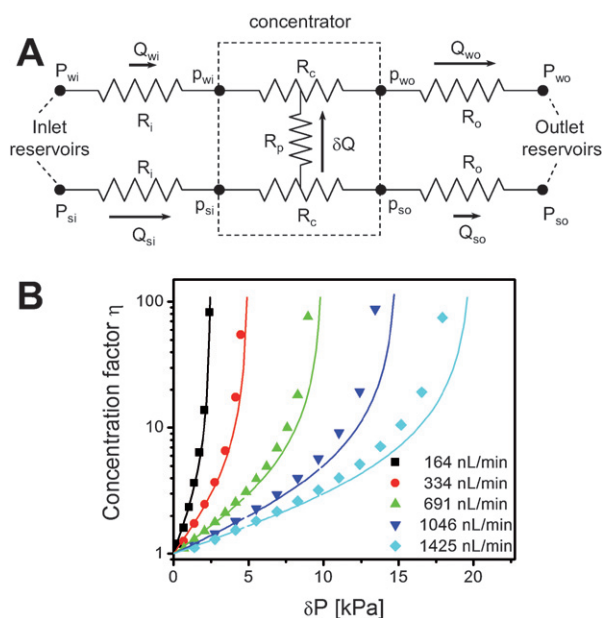 A
concentrator
Q_wi
Q_wo
P_wi
p_wi
R_c
p_wo
P_wo
R_i
R_o
Inlet
reservoirs
R_p
δQ
Outlet
reservoirs
R_i
R_o
P_si
p_si
R_c
p_so
P_so
Q_si
Q_so
B
Concentration factor η
100
10
1
164 nL/min
334 nL/min
691 nL/min
1046 nL/min
1425 nL/min
0 5 10 15 20
δP [kPa]